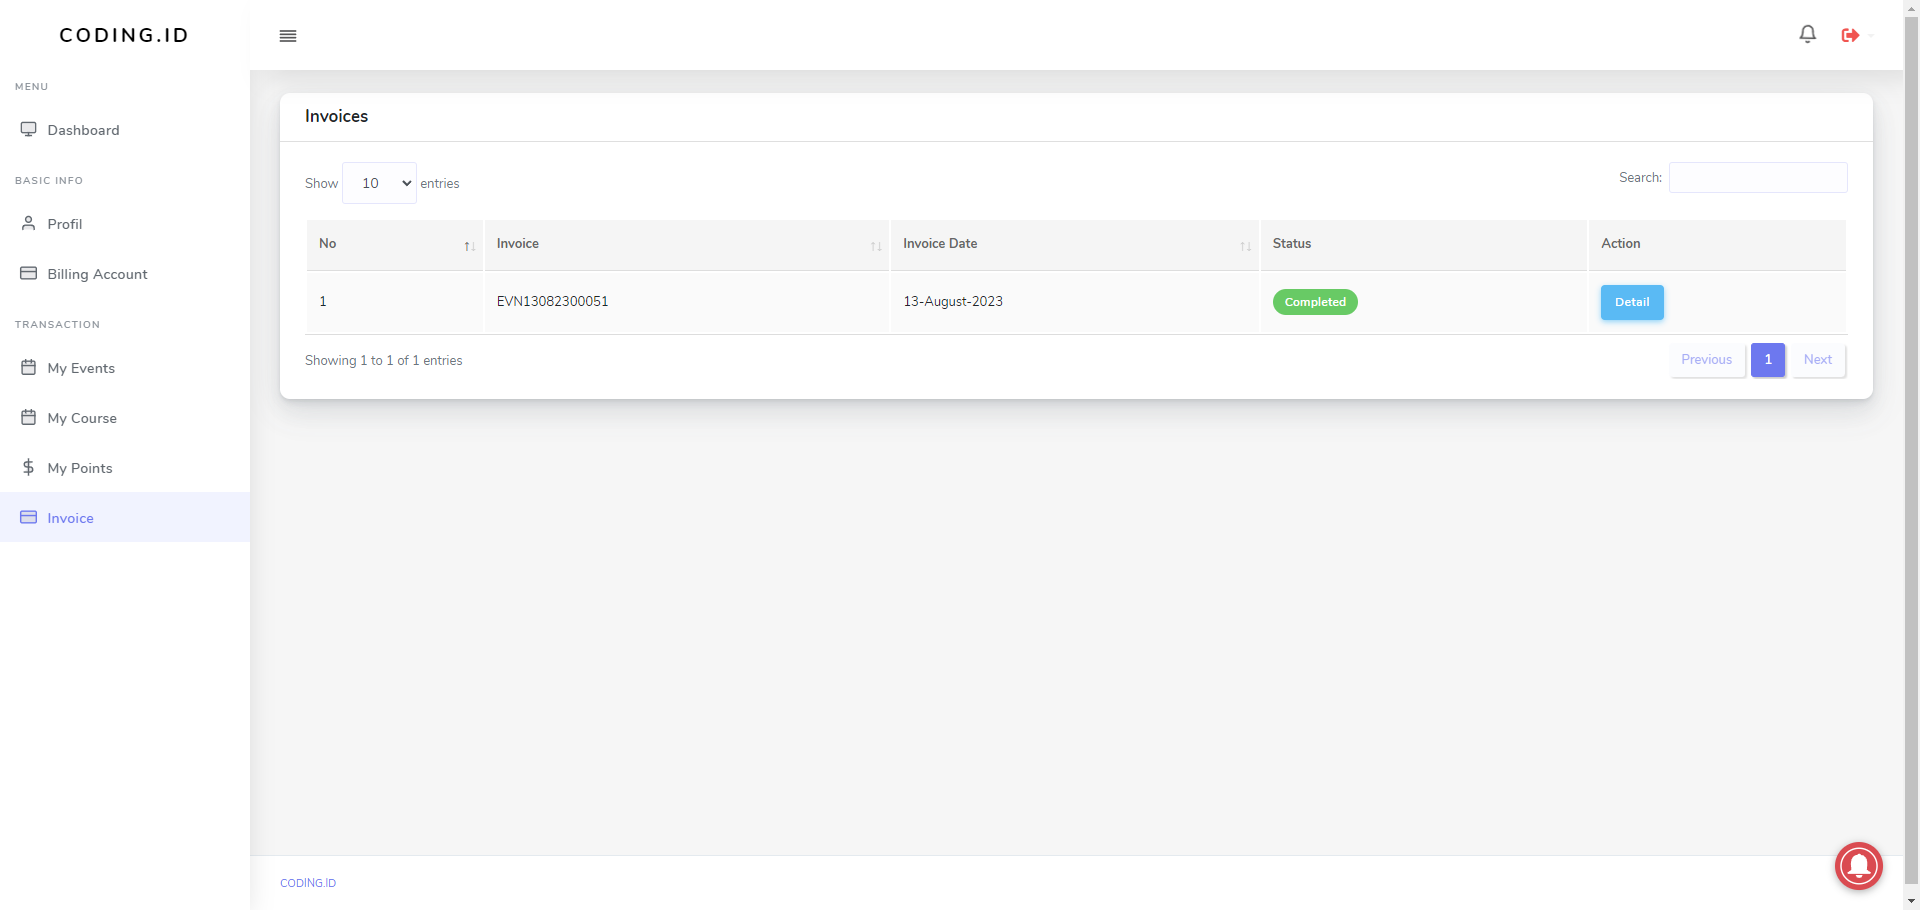 CODING.ID
MENU
Dashboard
BASIC INFO
Profil
Billing Account
TRANSACTION
My Events
My Course
My Points
Invoice
Invoices
Show 10 entries
Search:
No Invoice Invoice Date Status Action
1 EVN13082300051 13-August-2023 Completed Detail
Showing 1 to 1 of 1 entries
Previous 1 Next
CODING.ID